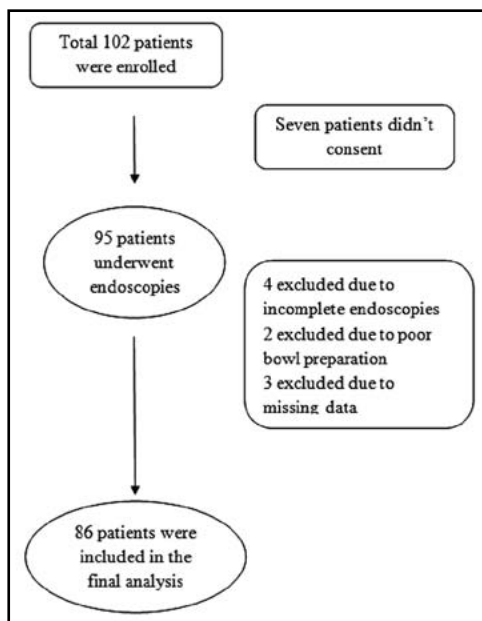 Total 102 patients
were enrolled
Seven patients didn't
consent
95 patients
underwent
endoscopies
4 excluded due to
incomplete endoscopies
2 excluded due to poor
bowl preparation
3 excluded due to
missing data
86 patients were
included in the
final analysis